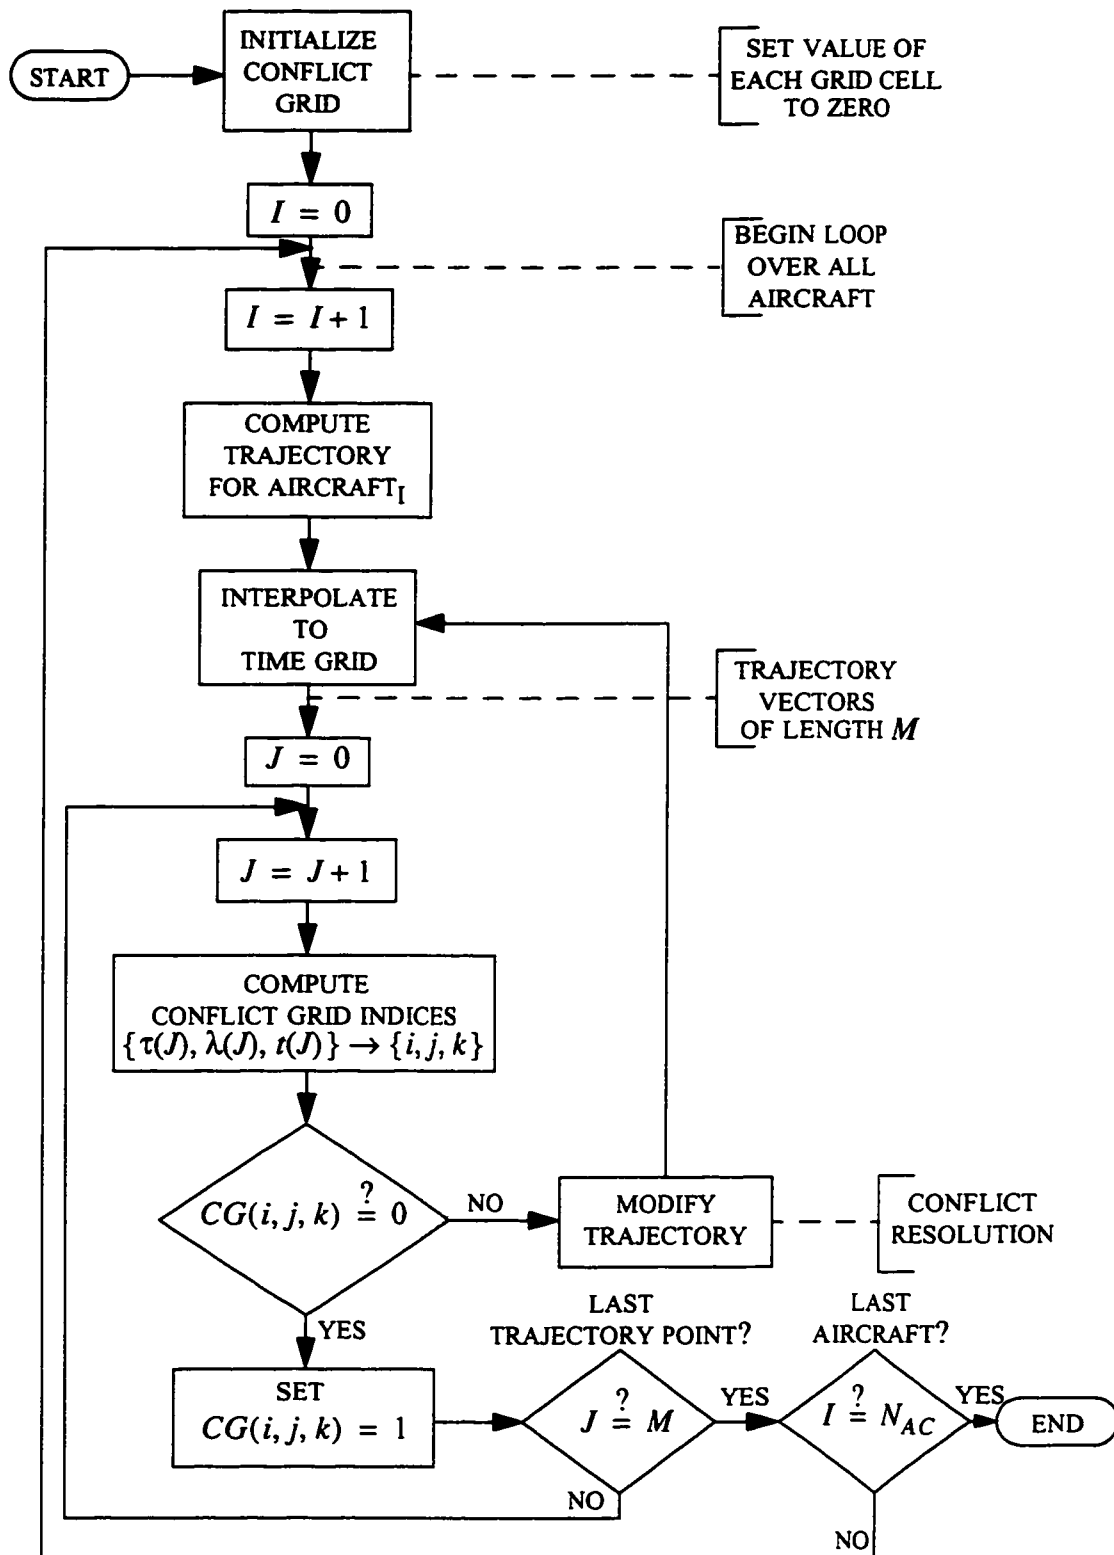 START
INITIALIZE
CONFLICT
GRID
SET VALUE OF
EACH GRID CELL
TO ZERO
I = 0
BEGIN LOOP
OVER ALL
AIRCRAFT
I = I + 1
COMPUTE
TRAJECTORY
FOR AIRCRAFT_I
INTERPOLATE
TO
TIME GRID
TRAJECTORY
VECTORS
OF LENGTH M
J = 0
J = J + 1
COMPUTE
CONFLICT GRID INDICES
{τ(J), λ(J), t(J)} → {i, j, k}
CG(i, j, k) ≟ 0
NO
MODIFY
TRAJECTORY
CONFLICT
RESOLUTION
YES
SET
CG(i, j, k) = 1
LAST
TRAJECTORY POINT?
J ≟ M
YES
NO
LAST
AIRCRAFT?
I ≟ N_AC
YES
NO
END